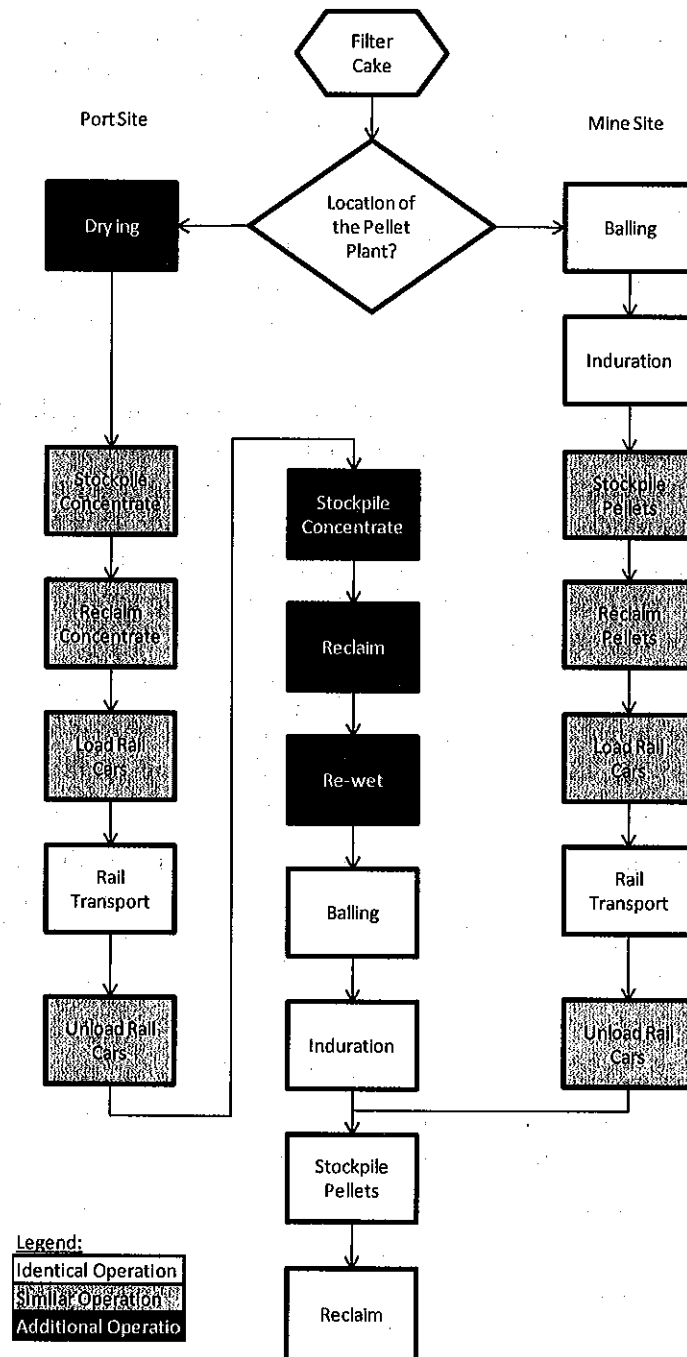 Filter
Cake
Port Site
Mine Site
Location of
the Pellet
Plant?
Drying
Balling
Induration
Stockpile
Concentrate
Stockpile
Concentrate
Stockpile
Pellets
Reclaim
Concentrate
Reclaim
Reclaim
Pellets
Load Rail
Cars
Re-wet
Load Rail
Cars
Rail
Transport
Balling
Rail
Transport
Unload Rail
Cars
Induration
Unload Rail
Cars
Stockpile
Pellets
Reclaim
Legend:
Identical Operation
Similar Operation
Additional Operatio